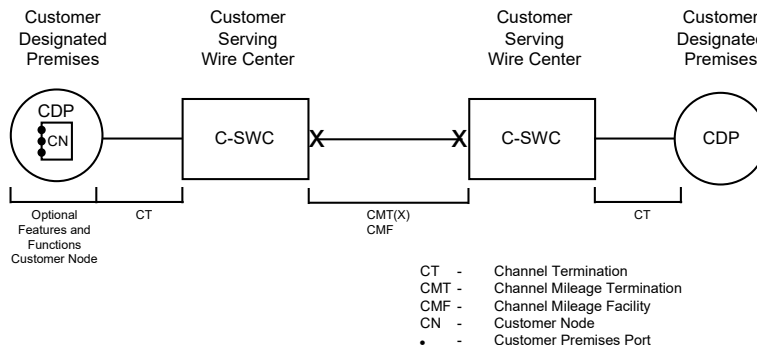 Customer
Designated
Premises
Customer
Serving
Wire Center
Customer
Serving
Wire Center
Customer
Designated
Premises
CDP
CN
C-SWC
X
X
C-SWC
CDP
Optional
Features and
Functions
Customer Node
CT
CMT(X)
CMF
CT
CT - Channel Termination
CMT - Channel Mileage Termination
CMF - Channel Mileage Facility
CN - Customer Node
• - Customer Premises Port